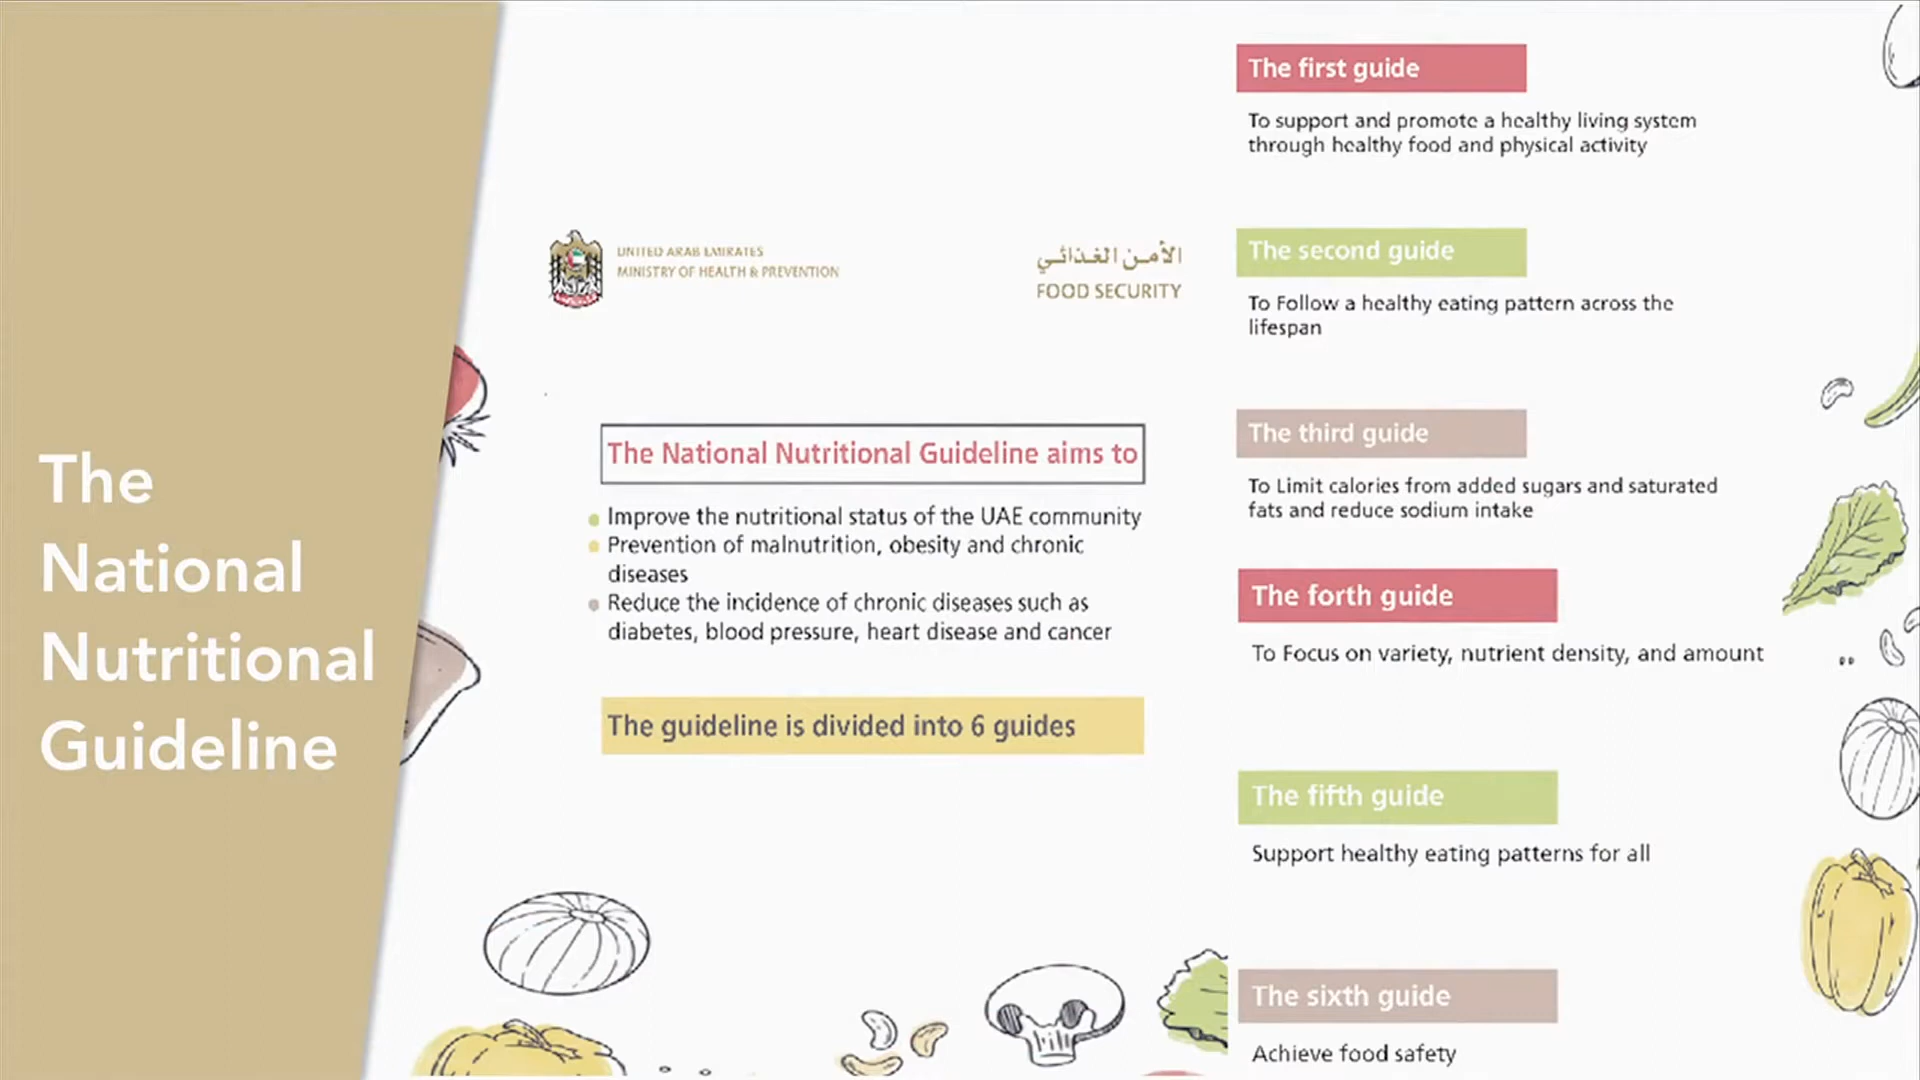 The
National
Nutritional
Guideline
UNITED ARAB EMIRATES
MINISTRY OF HEALTH & PREVENTION
الأمن الغذائي
FOOD SECURITY
The National Nutritional Guideline aims to
Improve the nutritional status of the UAE community
Prevention of malnutrition, obesity and chronic
diseases
Reduce the incidence of chronic diseases such as
diabetes, blood pressure, heart disease and cancer
The guideline is divided into 6 guides
The first guide
To support and promote a healthy living system
through healthy food and physical activity
The second guide
To Follow a healthy eating pattern across the
lifespan
The third guide
To Limit calories from added sugars and saturated
fats and reduce sodium intake
The forth guide
To Focus on variety, nutrient density, and amount
The fifth guide
Support healthy eating patterns for all
The sixth guide
Achieve food safety